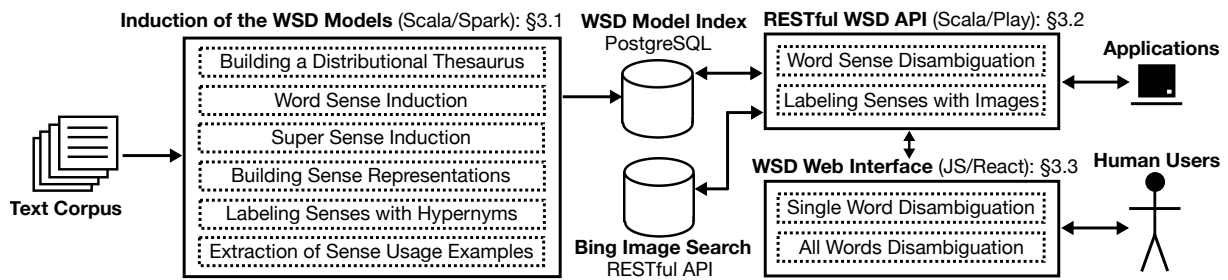 Text Corpus
Induction of the WSD Models (Scala/Spark): §3.1
Building a Distributional Thesaurus
Word Sense Induction
Super Sense Induction
Building Sense Representations
Labeling Senses with Hypernyms
Extraction of Sense Usage Examples
WSD Model Index
PostgreSQL
Bing Image Search
RESTful API
RESTful WSD API (Scala/Play): §3.2
Word Sense Disambiguation
Labeling Senses with Images
WSD Web Interface (JS/React): §3.3
Single Word Disambiguation
All Words Disambiguation
Applications
Human Users